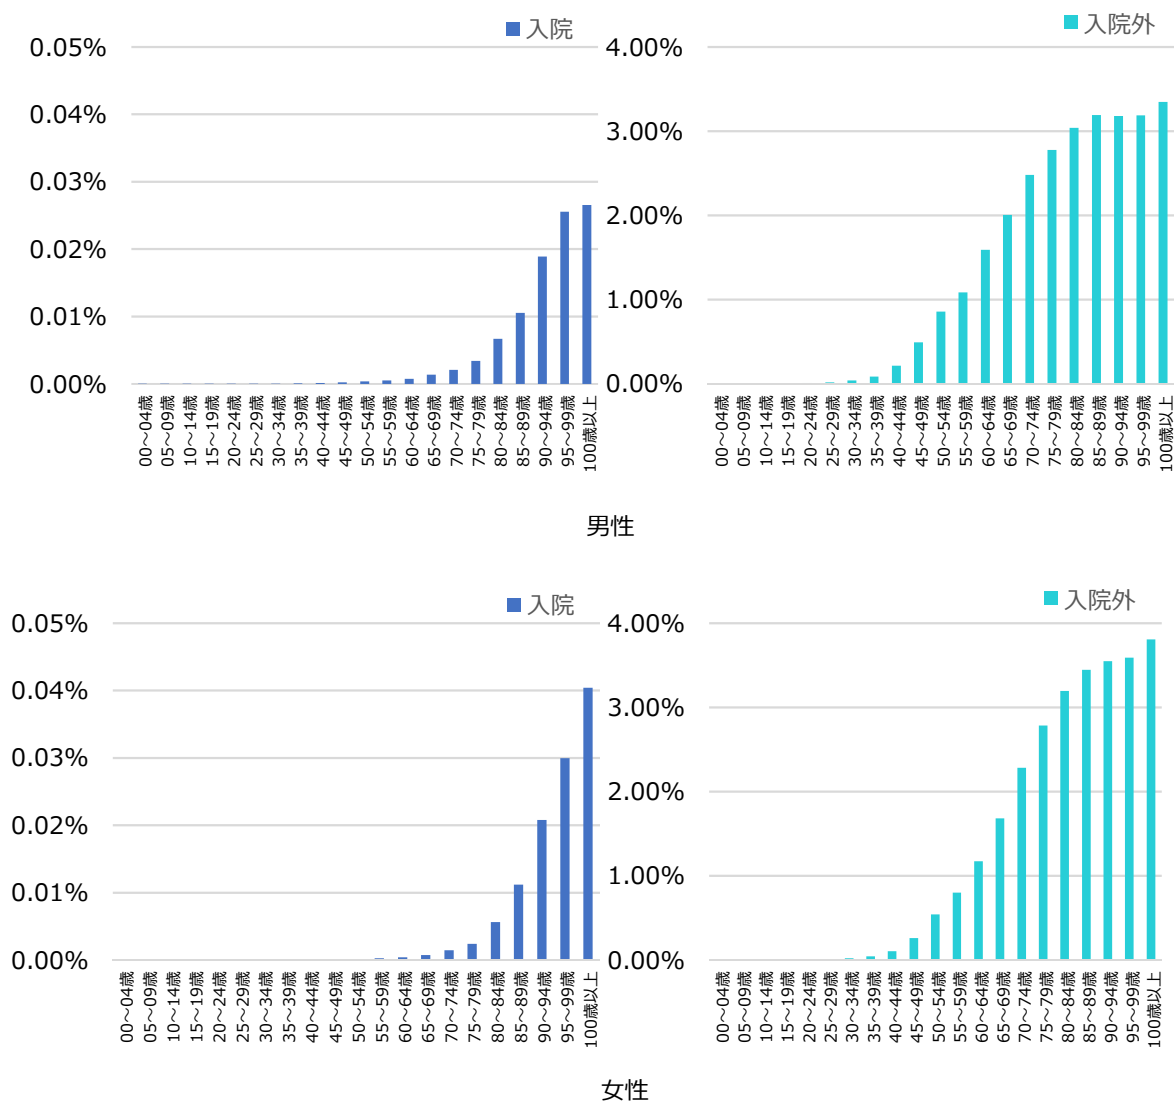 入院
0.05%
0.04%
0.03%
0.02%
0.01%
0.00%
00～04歳
05～09歳
10～14歳
15～19歳
20～24歳
25～29歳
30～34歳
35～39歳
40～44歳
45～49歳
50～54歳
55～59歳
60～64歳
65～69歳
70～74歳
75～79歳
80～84歳
85～89歳
90～94歳
95～99歳
100歳以上
入院外
4.00%
3.00%
2.00%
1.00%
0.00%
00～04歳
05～09歳
10～14歳
15～19歳
20～24歳
25～29歳
30～34歳
35～39歳
40～44歳
45～49歳
50～54歳
55～59歳
60～64歳
65～69歳
70～74歳
75～79歳
80～84歳
85～89歳
90～94歳
95～99歳
100歳以上
男性
入院
0.05%
0.04%
0.03%
0.02%
0.01%
0.00%
00～04歳
05～09歳
10～14歳
15～19歳
20～24歳
25～29歳
30～34歳
35～39歳
40～44歳
45～49歳
50～54歳
55～59歳
60～64歳
65～69歳
70～74歳
75～79歳
80～84歳
85～89歳
90～94歳
95～99歳
100歳以上
入院外
4.00%
3.00%
2.00%
1.00%
0.00%
00～04歳
05～09歳
10～14歳
15～19歳
20～24歳
25～29歳
30～34歳
35～39歳
40～44歳
45～49歳
50～54歳
55～59歳
60～64歳
65～69歳
70～74歳
75～79歳
80～84歳
85～89歳
90～94歳
95～99歳
100歳以上
女性